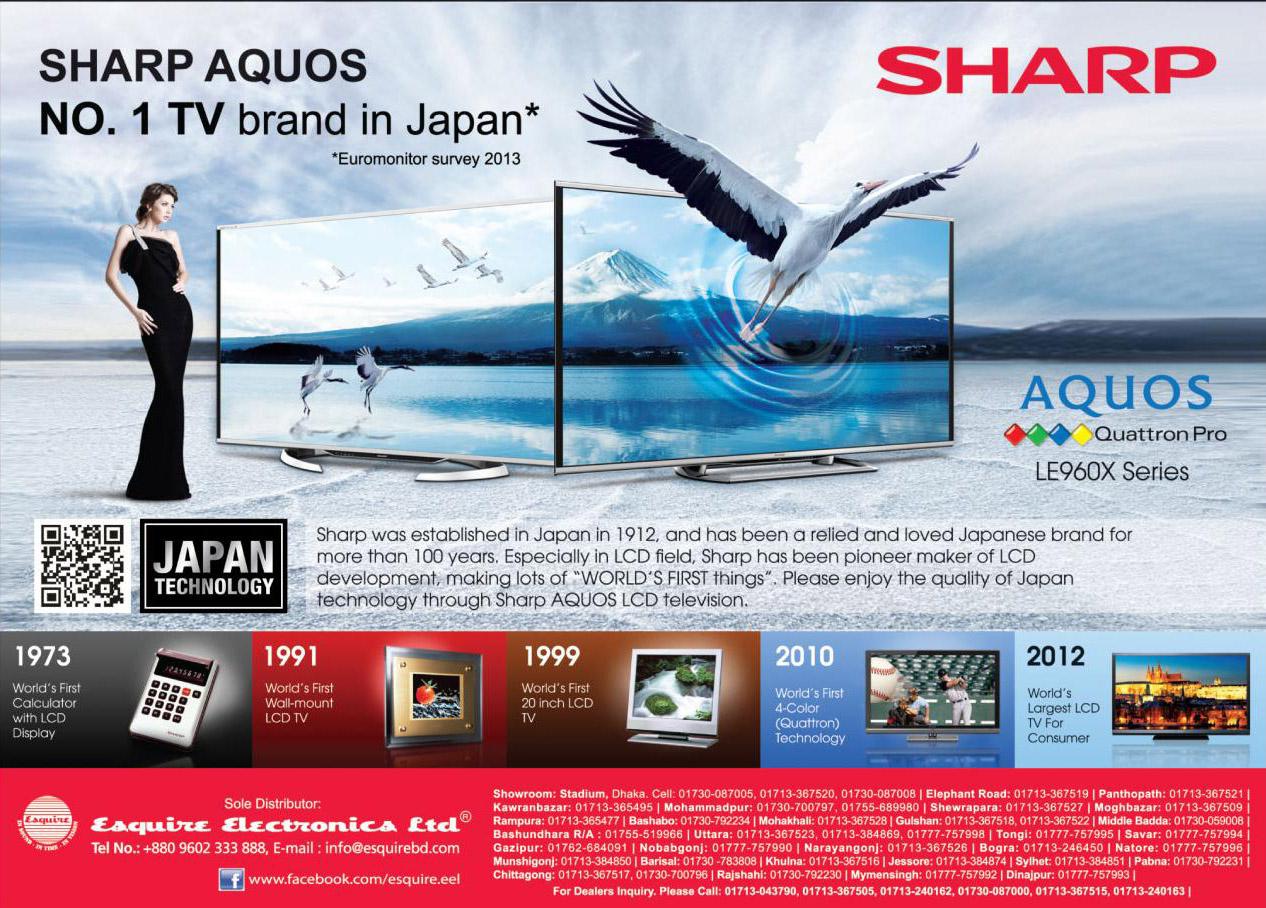 SHARP AQUOS
NO. 1 TV brand in Japan*
*Euromonitor survey 2013
SHARP
AQUOS
Quattron Pro
LE960X Series
JAPAN
TECHNOLOGY
Sharp was established in Japan in 1912, and has been a relied and loved Japanese brand for
more than 100 years. Especially in LCD field, Sharp has been pioneer maker of LCD
development, making lots of "WORLD'S FIRST things". Please enjoy the quality of Japan
technology through Sharp AQUOS LCD television.
1973
World's First
Calculator
with LCD
Display
1991
World's First
Wall-mount
LCD TV
1999
World's First
20 inch LCD
TV
2010
World's First
4-Color
(Quattron)
Technology
2012
World's
Largest LCD
TV For
Consumer
Esquire
Sole Distributor:
Esquire Electronics Ltd®
Tel No.: +880 9602 333 888, E-mail : info@esquirebd.com
www.facebook.com/esquire.eel
Showroom: Stadium, Dhaka. Cell: 01730-087005, 01713-367520, 01730-087008 | Elephant Road: 01713-367519 | Panthopath: 01713-367521 |
Kawranbazar: 01713-365495 | Mohammadpur: 01730-700797, 01755-689980 | Shewrapara: 01713-367527 | Moghbazar: 01713-367509 |
Rampura: 01713-365477 | Bashabo: 01730-792234 | Mohakhali: 01713-367528 | Gulshan: 01713-367518, 01713-367522 | Middle Badda: 01730-059008 |
Bashundhara R/A : 01755-519966 | Uttara: 01713-367523, 01713-384869, 01777-757998 | Tongi: 01777-757995 | Savar: 01777-757994 |
Gazipur: 01762-684091 | Nobabgonj: 01777-757990 | Narayangonj: 01713-367526 | Bogra: 01713-246450 | Natore: 01777-757996 |
Munshigonj: 01713-384850 | Barisal: 01730 -783808 | Khulna: 01713-367516 | Jessore: 01713-384874 | Sylhet: 01713-384851 | Pabna: 01730-792231 |
Chittagong: 01713-367517, 01730-700796 | Rajshahi: 01730-792230 | Mymensingh: 01777-757992 | Dinajpur: 01777-757993 |
For Dealers Inquiry. Please Call: 01713-043790, 01713-367505, 01713-240162, 01730-087000, 01713-367515, 01713-240163 |